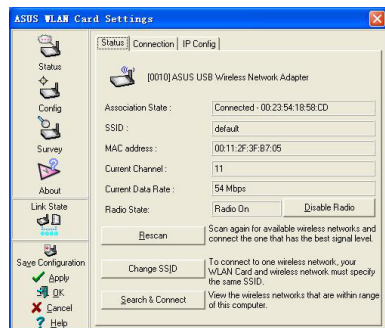 ASUS WLAN Card Settings
Status
Config
Survey
About
Link State
Save Configuration
Apply
OK
Cancel
Help
Status Connection IP Config
[0010] ASUS USB Wireless Network Adapter
Association State : Connected - 00:23:54:18:58:CD
SSID : default
MAC address : 00:11:2F:3F:B7:05
Current Channel : 11
Current Data Rate : 54 Mbps
Radio State: Radio On Disable Radio
Rescan
Scan again for available wireless networks and
connect the one that has the best signal level.
Change SSID
To connect to one wireless network, your
WLAN Card and wireless network must specify
the same SSID.
Search & Connect
View the wireless networks that are within range
of this computer.